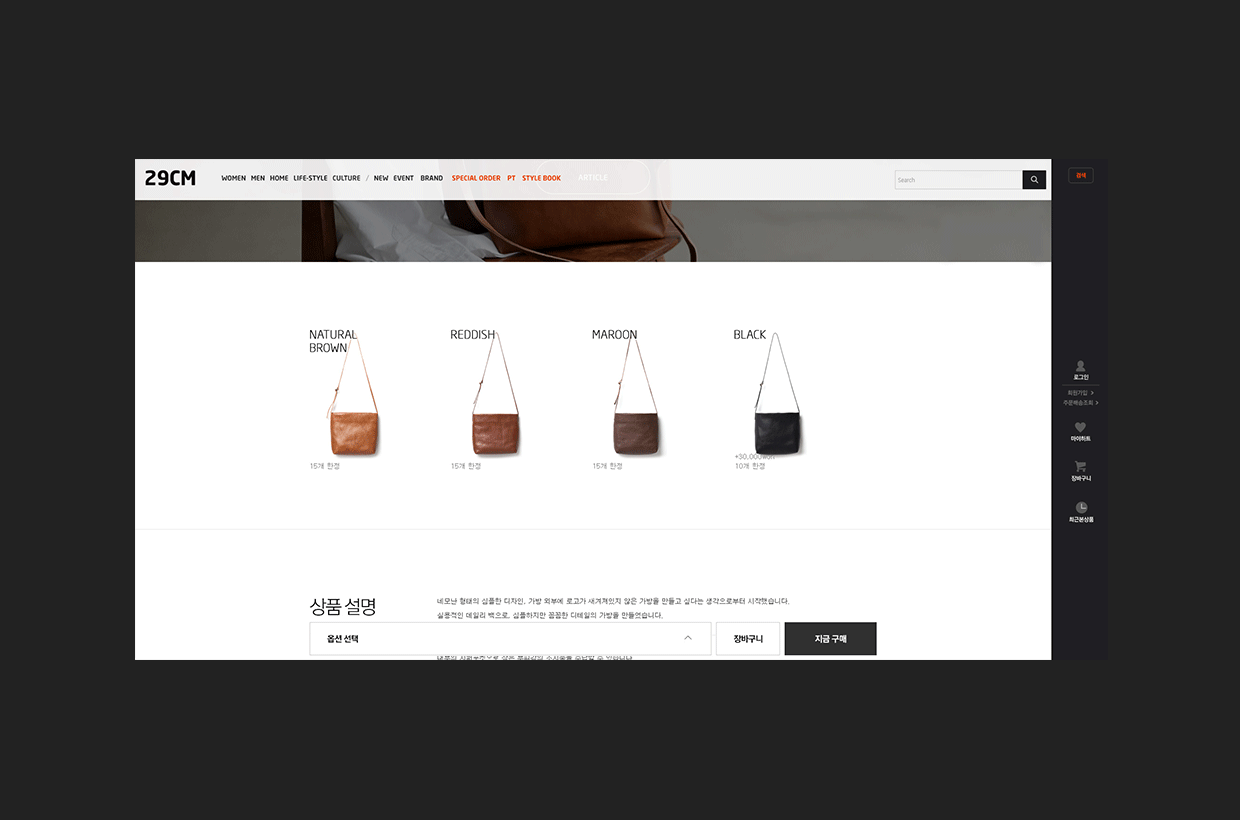 29CM
WOMEN MEN HOME LIFE·STYLE CULTURE / NEW EVENT BRAND SPECIAL ORDER PT STYLE BOOK ARTICLE
Search
검색
NATURAL
BROWN
15개 한정
REDDISH
15개 한정
MAROON
15개 한정
BLACK
+30,000won
10개 한정
로그인
회원가입 >
주문배송조회 >
마이하트
장바구니
최근본상품
상품 설명
네모난 형태의 심플한 디자인, 가방 외부에 로고가 새겨져있지 않은 가방을 만들고 싶다는 생각으로부터 시작했습니다.
실용적인 데일리 백으로, 심플하지만 꼼꼼한 디테일의 가방을 만들었습니다.
옵션 선택
장바구니
지금 구매